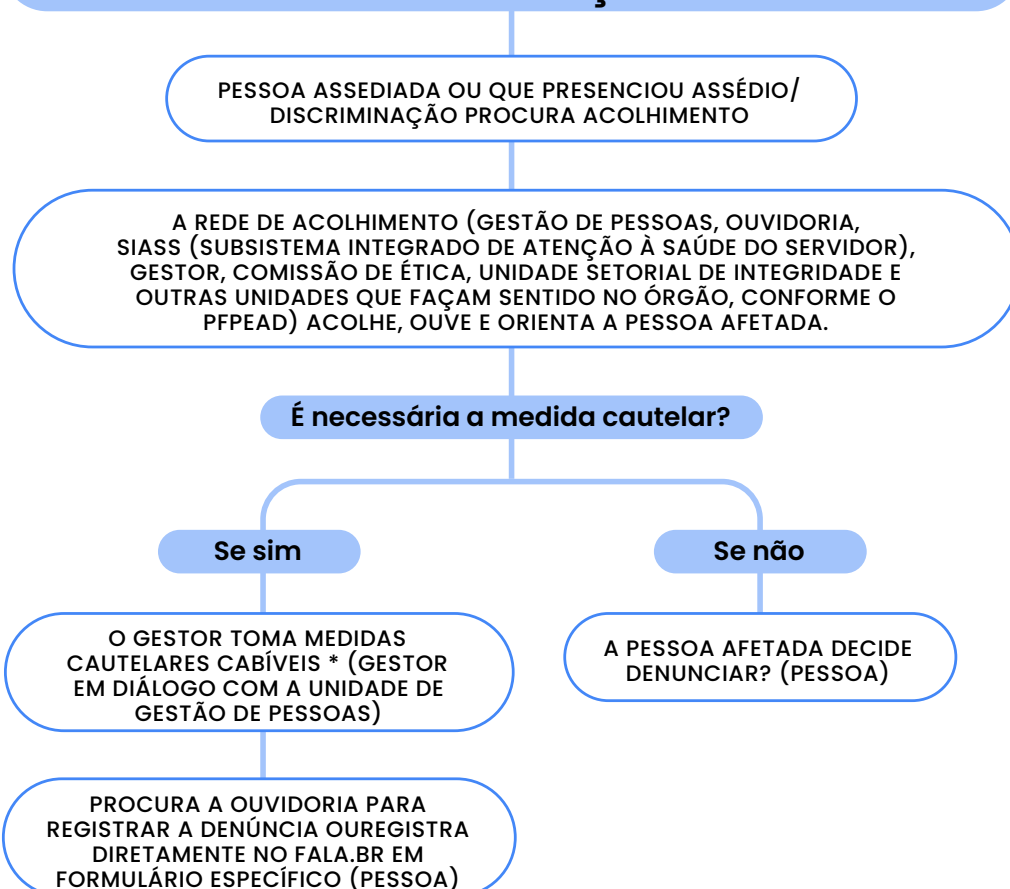 PESSOA ASSEDIADA OU QUE PRESENCIOU ASSÉDIO/
DISCRIMINAÇÃO PROCURA ACOLHIMENTO
A REDE DE ACOLHIMENTO (GESTÃO DE PESSOAS, OUVIDORIA,
SIASS (SUBSISTEMA INTEGRADO DE ATENÇÃO À SAÚDE DO SERVIDOR),
GESTOR, COMISSÃO DE ÉTICA, UNIDADE SETORIAL DE INTEGRIDADE E
OUTRAS UNIDADES QUE FAÇAM SENTIDO NO ÓRGÃO, CONFORME O
PFPEAD) ACOLHE, OUVE E ORIENTA A PESSOA AFETADA.
É necessária a medida cautelar?
Se sim
Se não
O GESTOR TOMA MEDIDAS
CAUTELARES CABÍVEIS * (GESTOR
EM DIÁLOGO COM A UNIDADE DE
GESTÃO DE PESSOAS)
A PESSOA AFETADA DECIDE
DENUNCIAR? (PESSOA)
PROCURA A OUVIDORIA PARA
REGISTRAR A DENÚNCIA OUREGISTRA
DIRETAMENTE NO FALA.BR EM
FORMULÁRIO ESPECÍFICO (PESSOA)